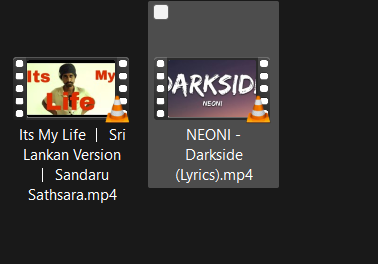 Its My
Life
DARKSIDE
NEONI
Its My Life ｜ Sri
Lankan Version
｜ Sandaru
Sathsara.mp4
NEONI -
Darkside
(Lyrics).mp4